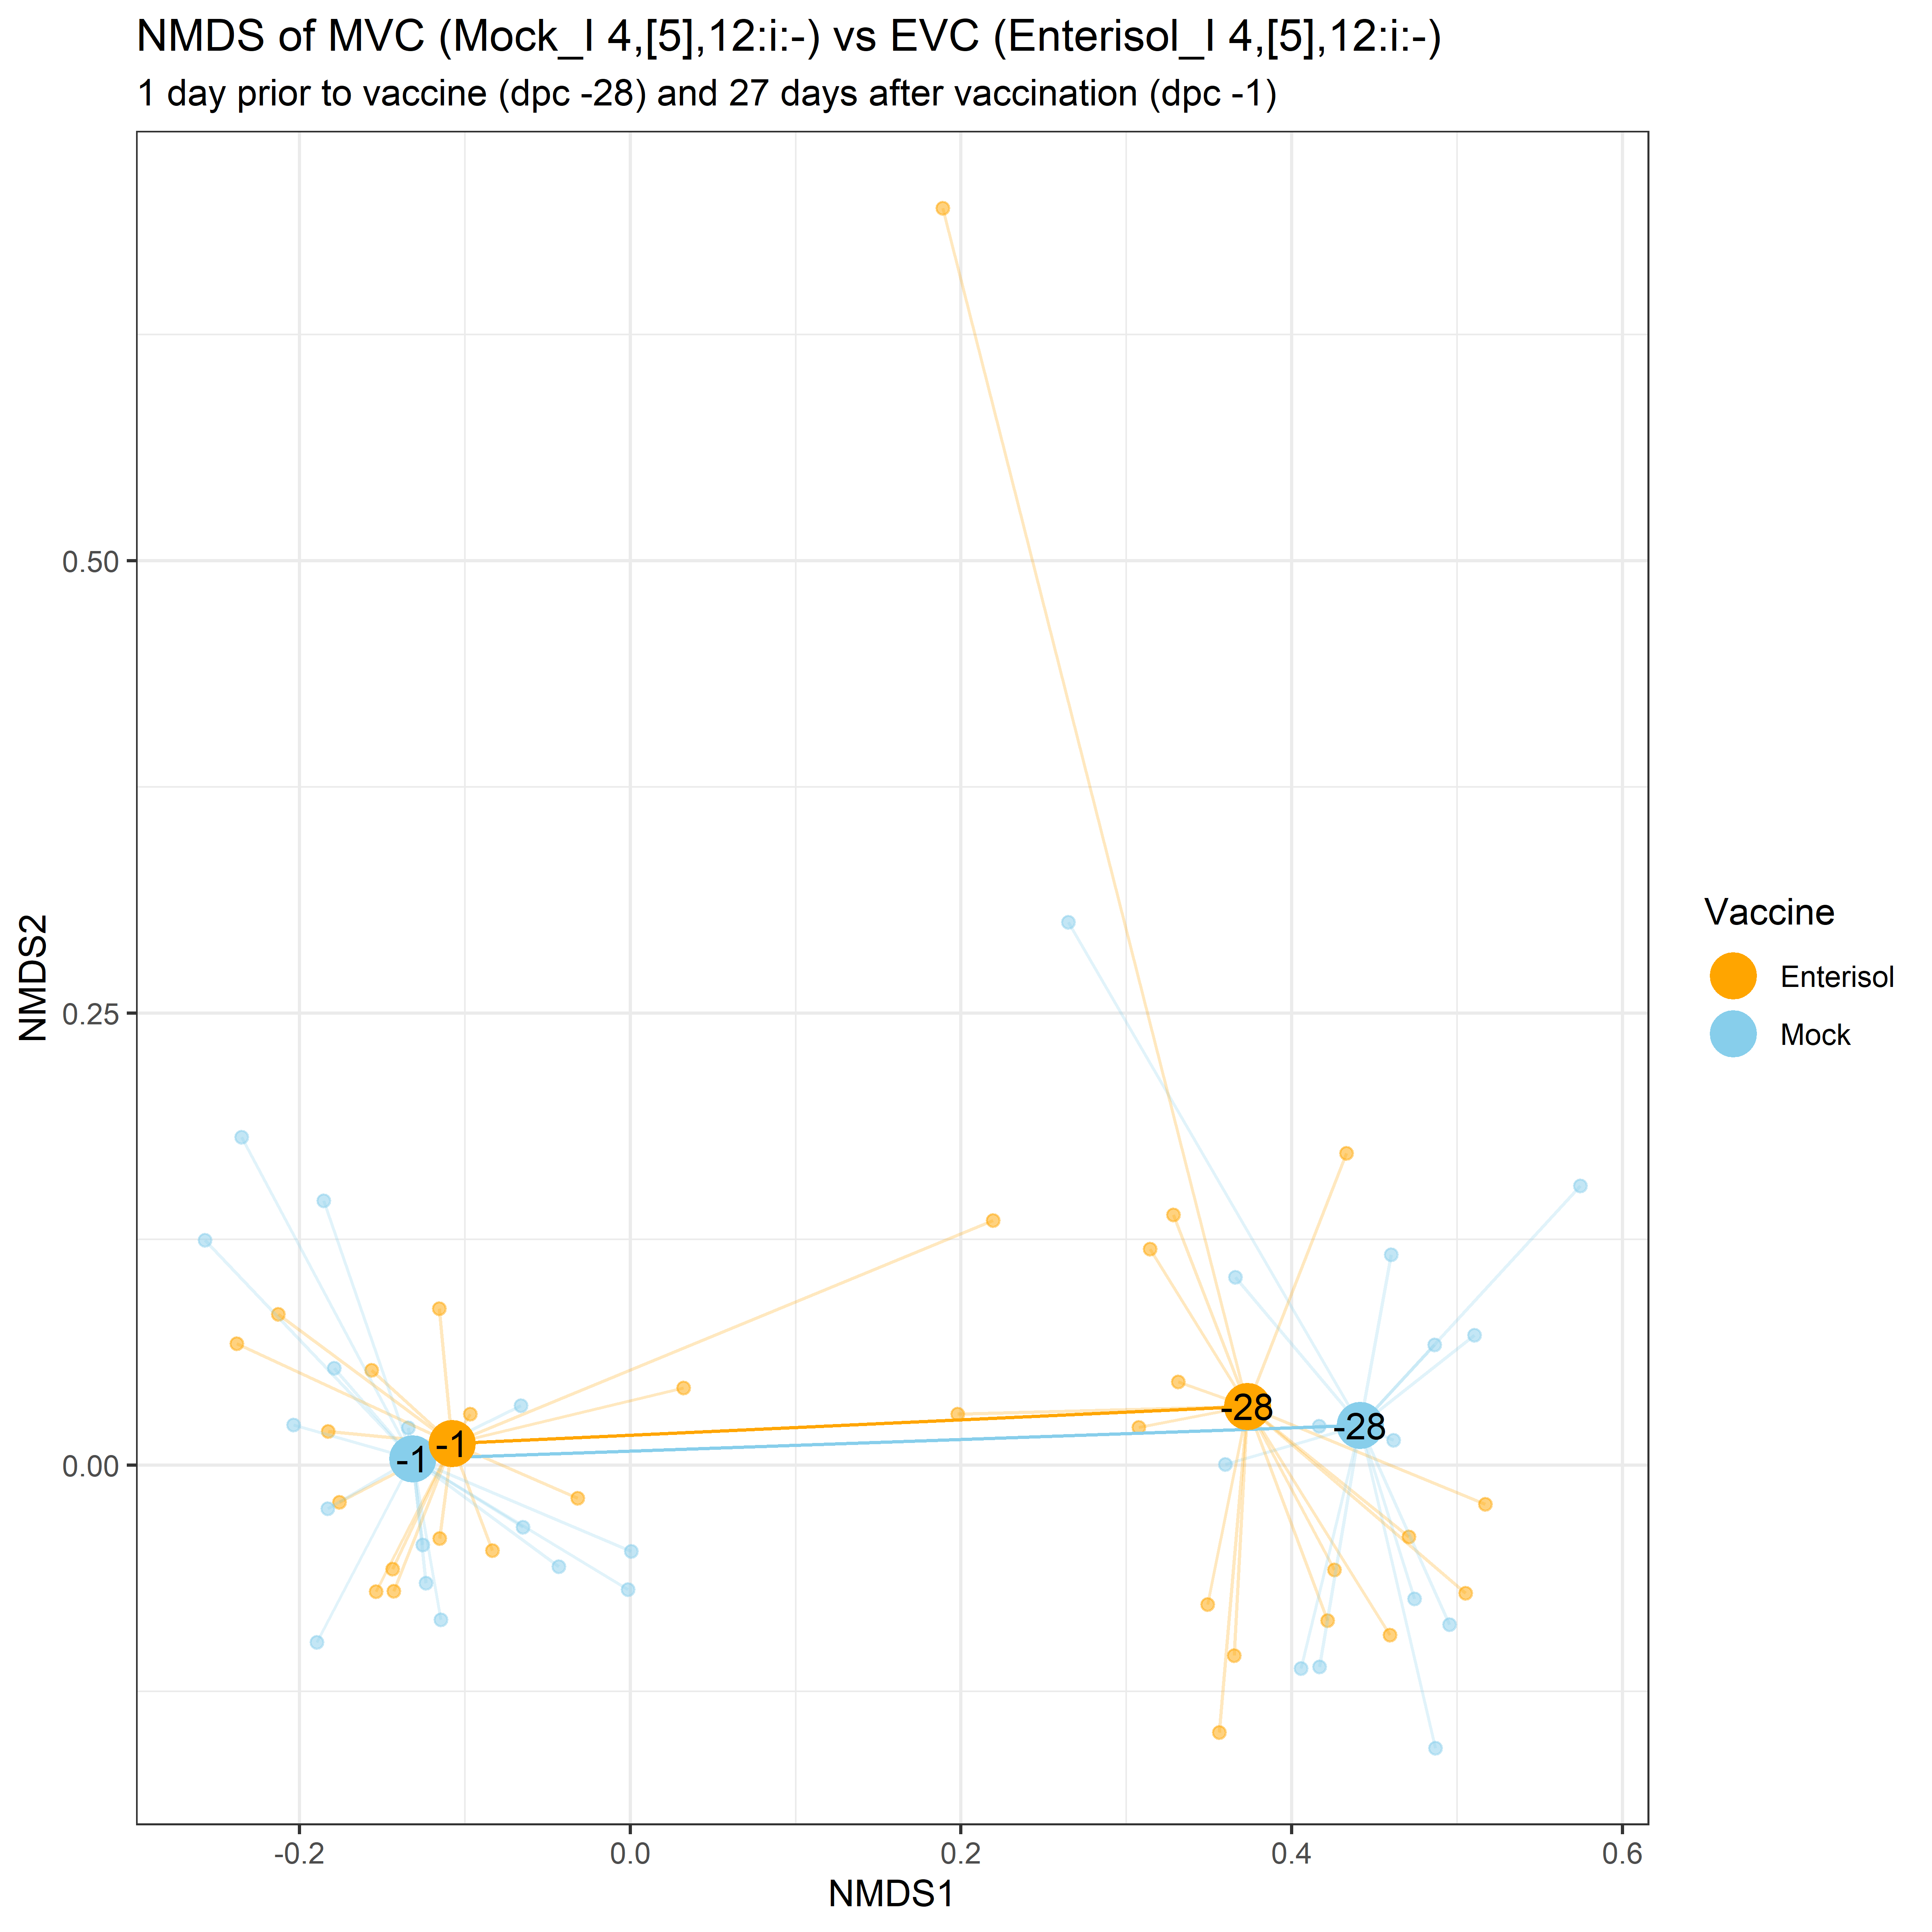 NMDS of MVC (Mock_I 4,[5],12:i:-) vs EVC (Enterisol_I 4,[5],12:i:-)
1 day prior to vaccine (dpc -28) and 27 days after vaccination (dpc -1)
0.50
0.25
0.00
NMDS2
-1
-1
-28
-28
-0.2
0.0
0.2
0.4
0.6
NMDS1
Vaccine
Enterisol
Mock